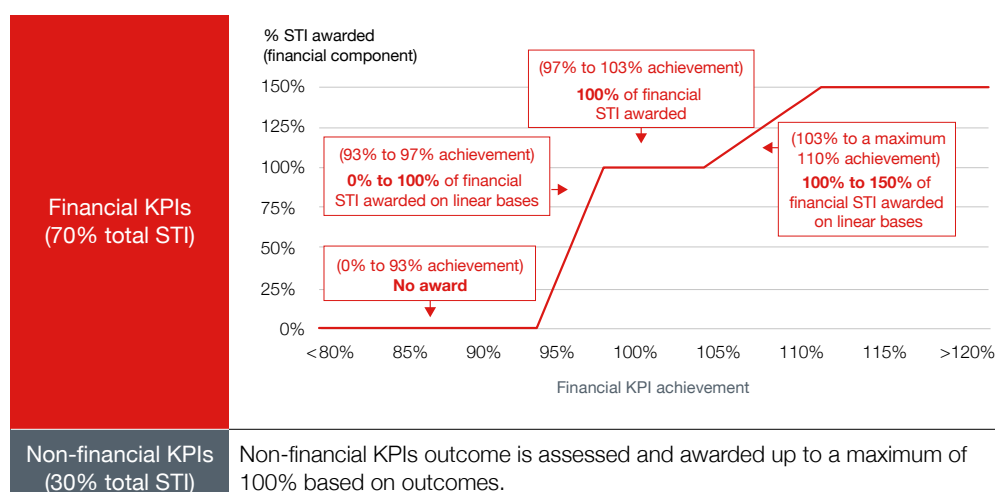 Financial KPIs
(70% total STI)
% STI awarded
(financial component)
150%
125%
100%
75%
50%
25%
0%
(97% to 103% achievement)
100% of financial
STI awarded
(93% to 97% achievement)
0% to 100% of financial
STI awarded on linear bases
(103% to a maximum
110% achievement)
100% to 150% of
financial STI awarded
on linear bases
(0% to 93% achievement)
No award
<80% 85% 90% 95% 100% 105% 110% 115% >120%
Financial KPI achievement
Non-financial KPIs
(30% total STI)
Non-financial KPIs outcome is assessed and awarded up to a maximum of
100% based on outcomes.